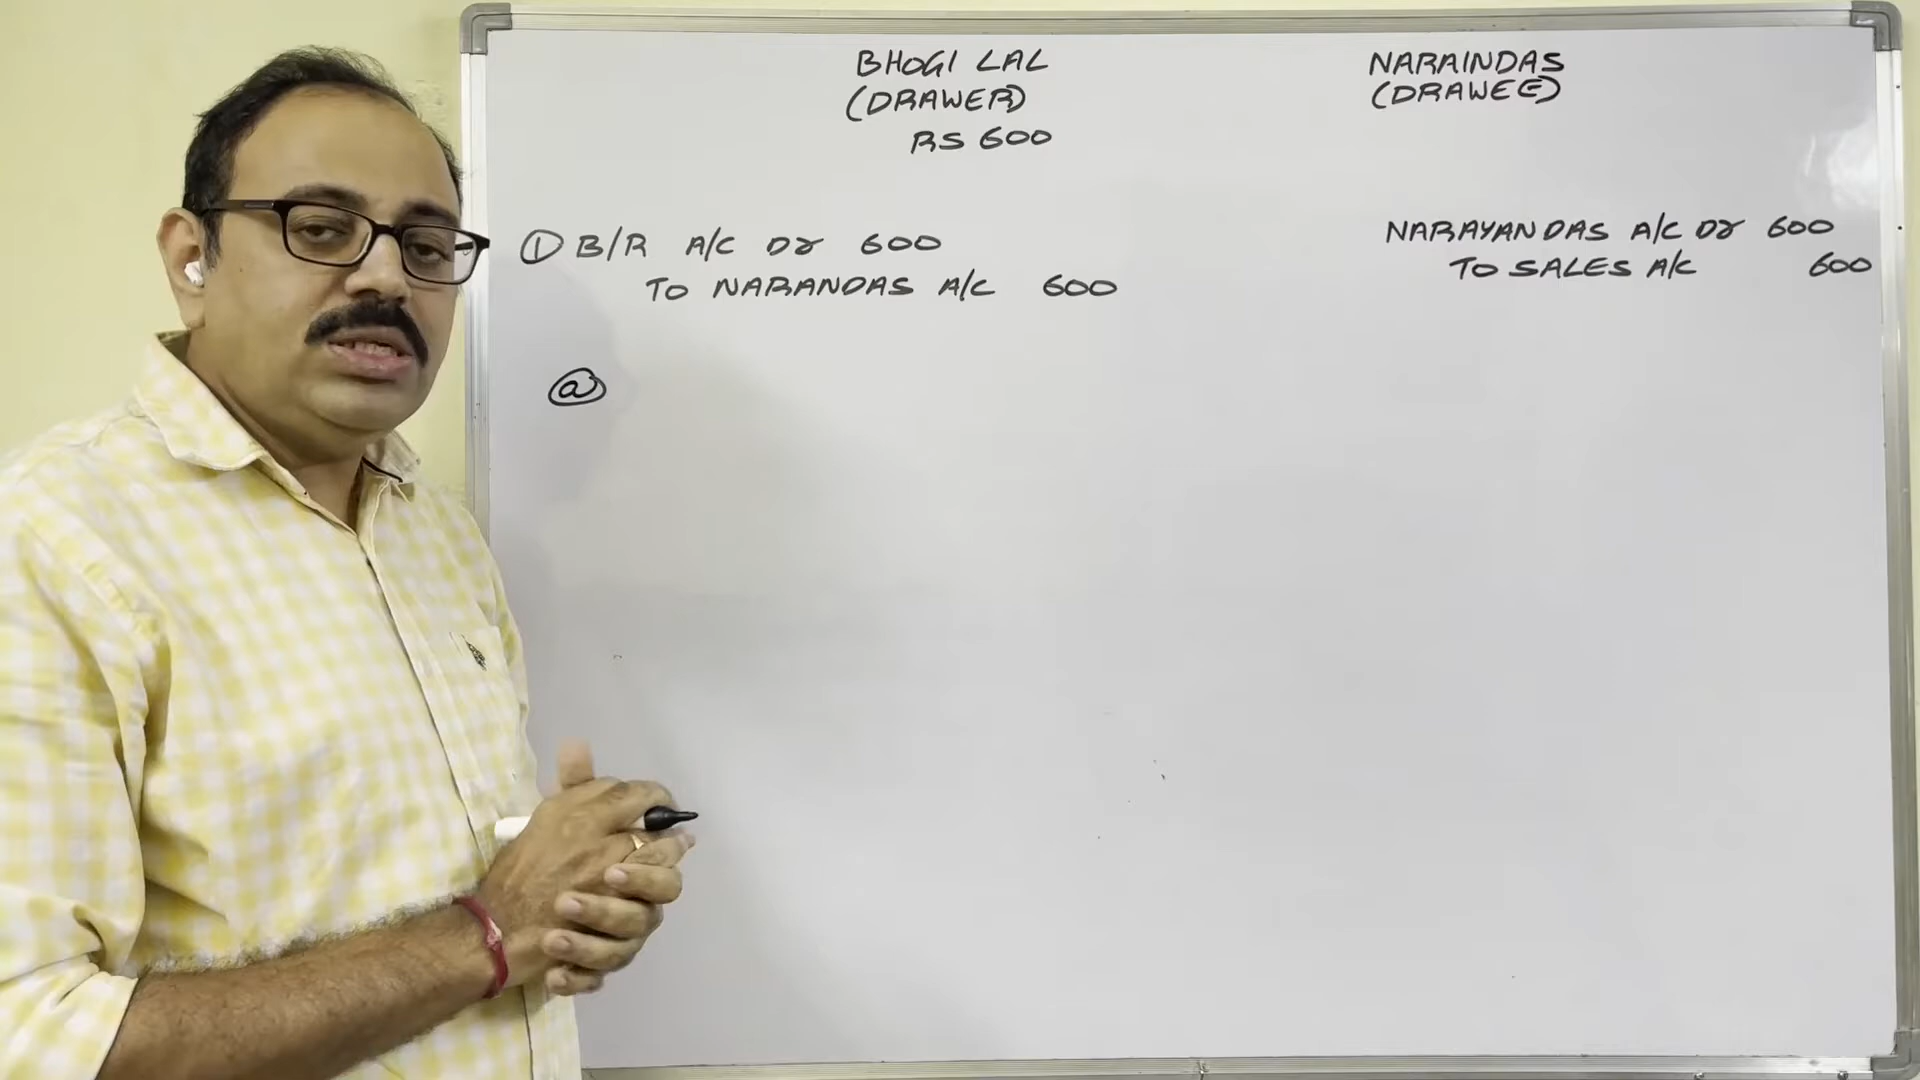 BHOGI LAL
(DRAWER)
RS 600
NARAINDAS
(DRAWEE)
① B/R A/C Dr 600
TO NARANDAS A/C 600
NARAYANDAS A/C Dr 600
TO SALES A/C 600
ⓐ